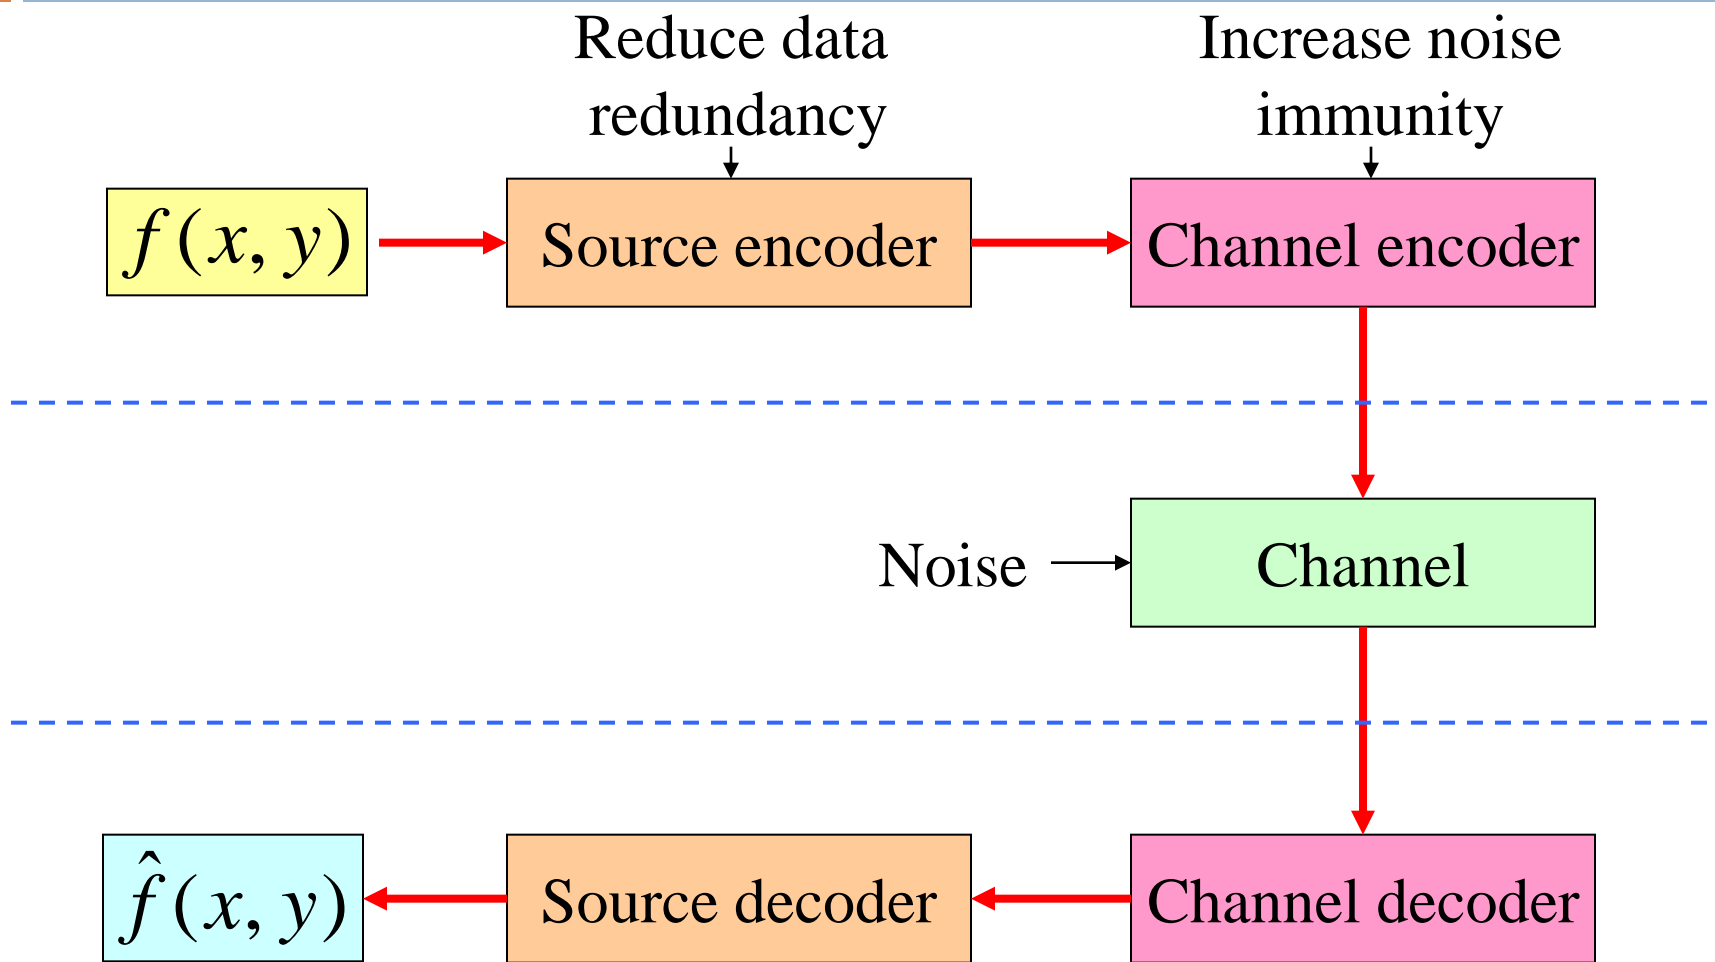 Reduce data
redundancy
Increase noise
immunity
f(x, y)
Source encoder
Channel encoder
Noise
Channel
f̂(x, y)
Source decoder
Channel decoder